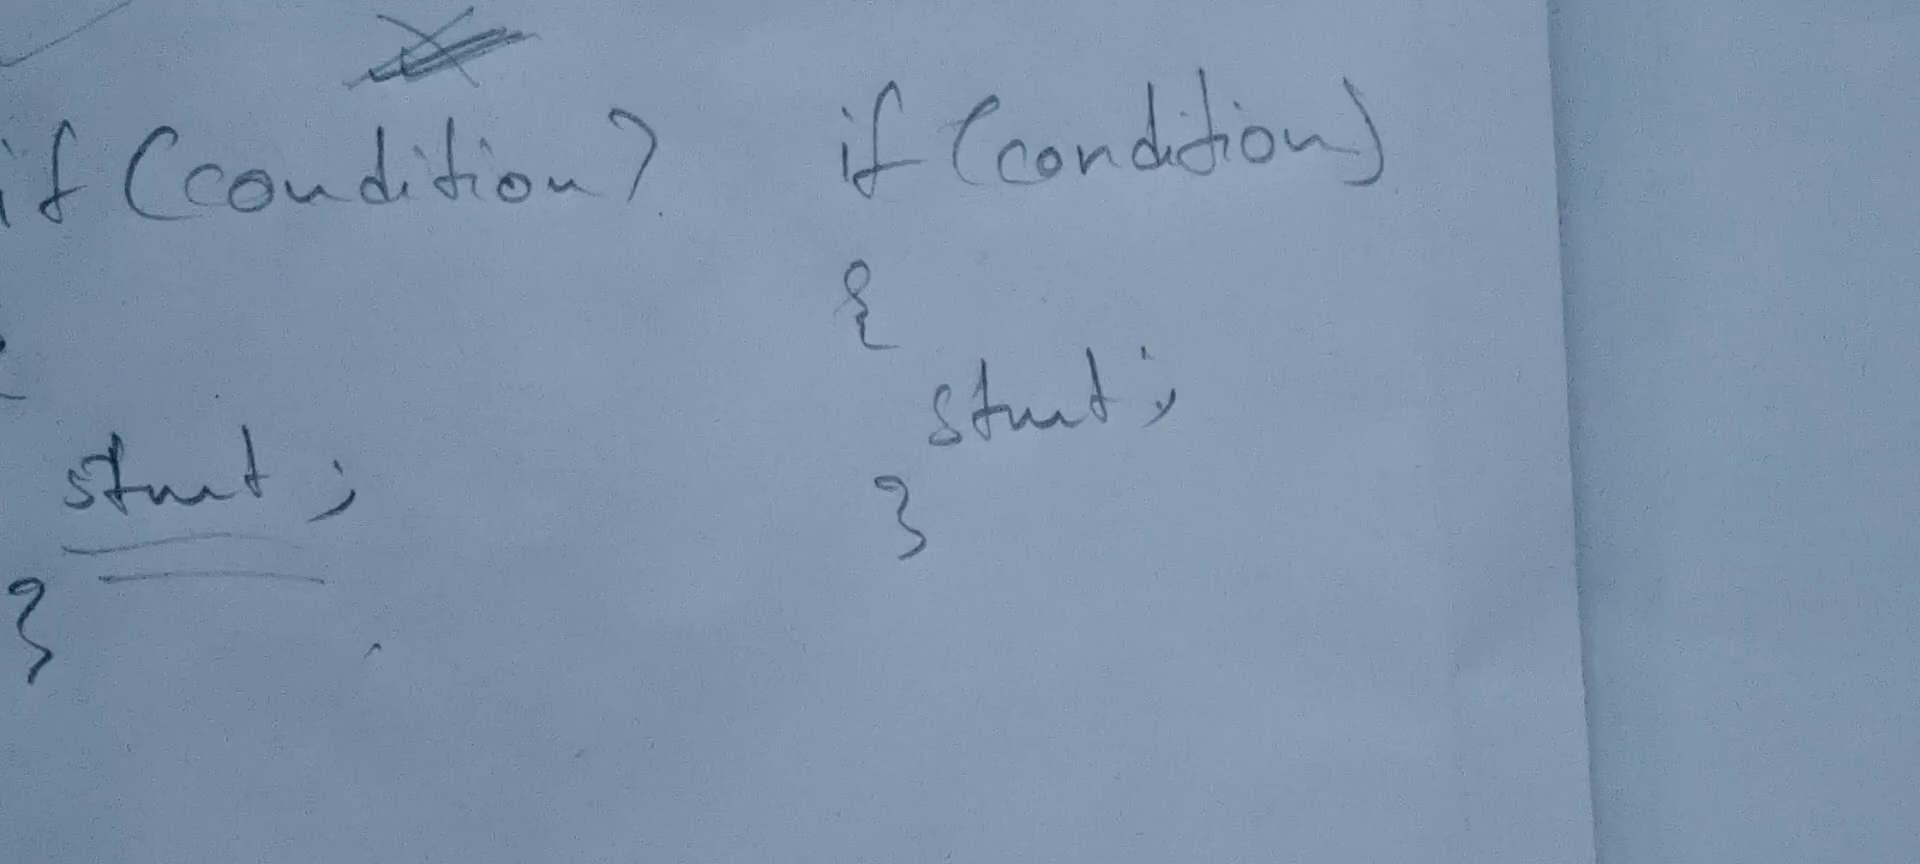 if (condition)
{
stmt;
}
if (condition)
{
stmt;
}